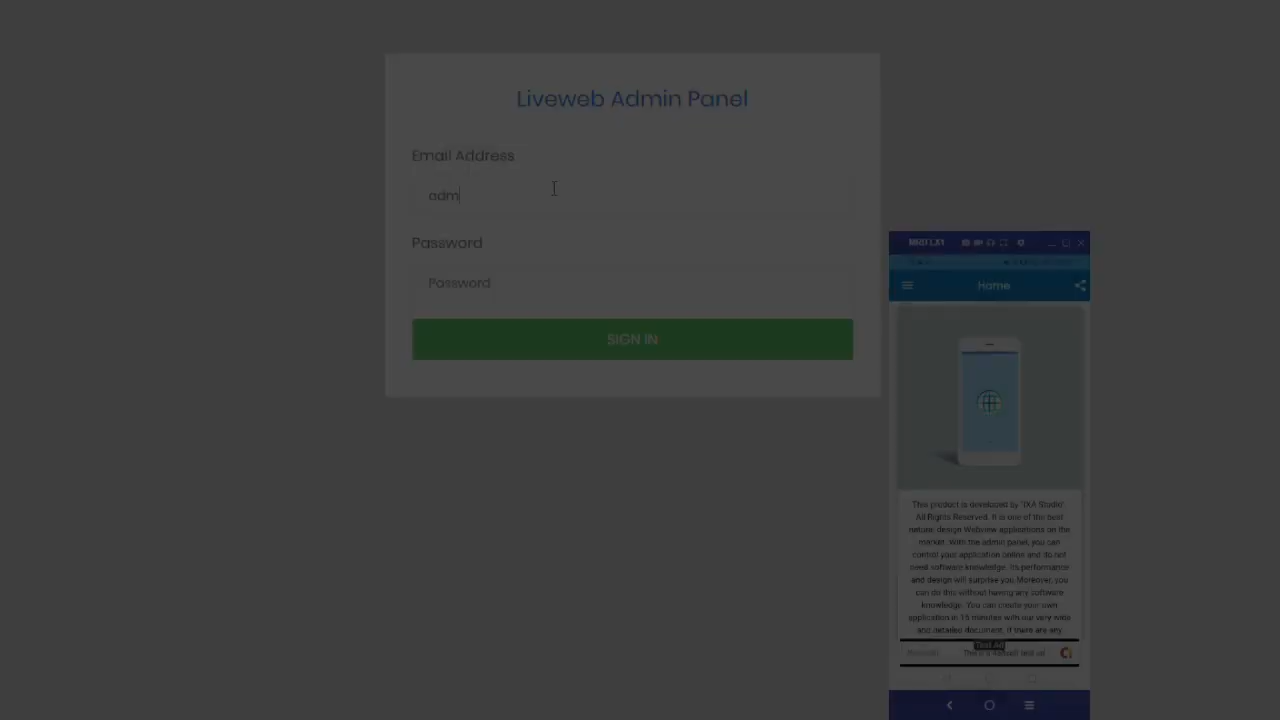 Liveweb Admin Panel
Email Address
adm
Password
Password
SIGN IN
Home
This product is developed by "IXA Studio".
All Rights Reserved. It is one of the best
nature design Webview applications on the
market. With the admin panel, you can
control your application online and do not
need software knowledge. Its performance
and design will surprise you.Moreover, you
can do this without having any software
knowledge. You can create your own
application in 15 minutes with our very wide
and detailed document. If there are any
Test Ad